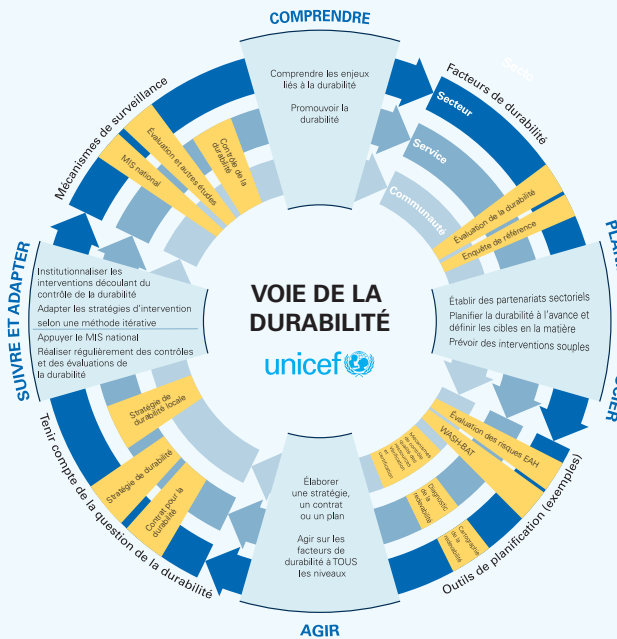 COMPRENDRE
Comprendre les enjeux
liés à la durabilité
Promouvoir la
durabilité
Facteurs de durabilité
Secteur
Service
Communauté
Évaluation de la durabilité
Enquête de référence
Établir des partenariats sectoriels
Planifier la durabilité à l'avance et
définir les cibles en la matière
Prévoir des interventions souples
Outils de planification (exemples)
Évaluation des risques EAH
WASH-BAT
Mécanismes
de contrôle
Diagnostic
de la
redevabilité
Cartographie
de la
redevabilité
AGIR
Élaborer
une stratégie,
un contrat
ou un plan
Agir sur les
facteurs de
durabilité à TOUS
les niveaux
Tenir compte de la question de la durabilité
Stratégie de
durabilité locale
Stratégie de durabilité
Contrat pour la
durabilité
SUIVRE ET ADAPTER
Institutionnaliser les
interventions découlant du
contrôle de la durabilité
Adapter les stratégies d'intervention
selon une méthode itérative
Appuyer le MIS national
Réaliser régulièrement des contrôles
et des évaluations de
la durabilité
Mécanismes de surveillance
MIS national
Évaluation et autres études
Contrôle de la
durabilité
VOIE DE LA
DURABILITÉ
unicef